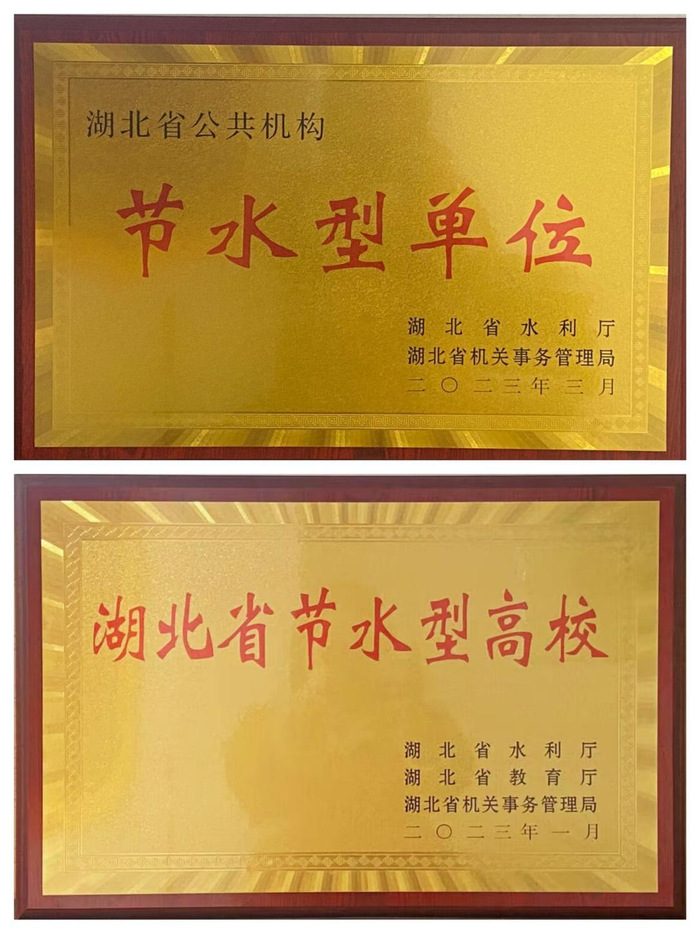 湖北省公共机构
节水型单位
湖北省水利厅
湖北省机关事务管理局
二〇二三年三月
湖北省节水型高校
湖北省水利厅
湖北省教育厅
湖北省机关事务管理局
二〇二三年一月